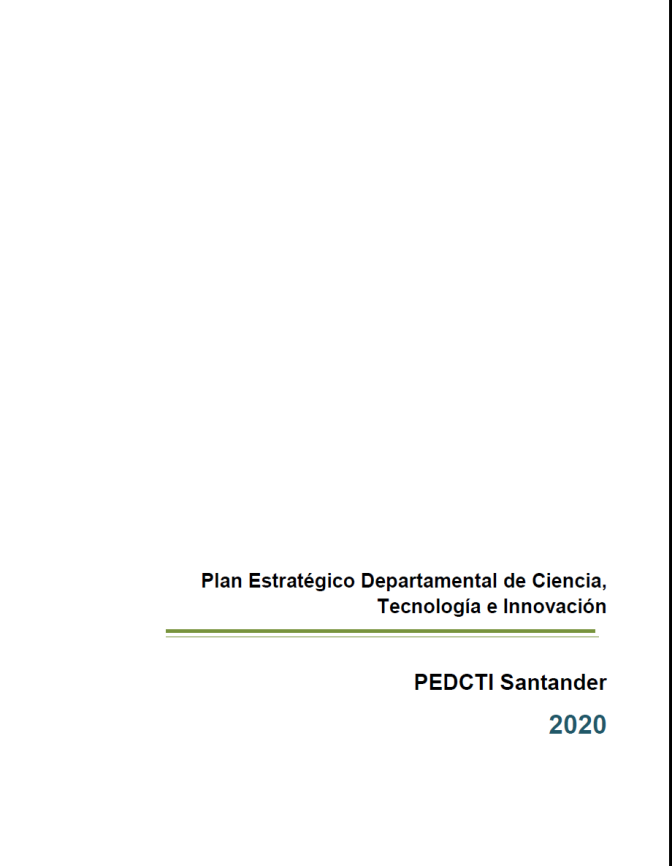 Plan Estratégico Departamental de Ciencia,
Tecnología e Innovación
PEDCTI Santander
2020